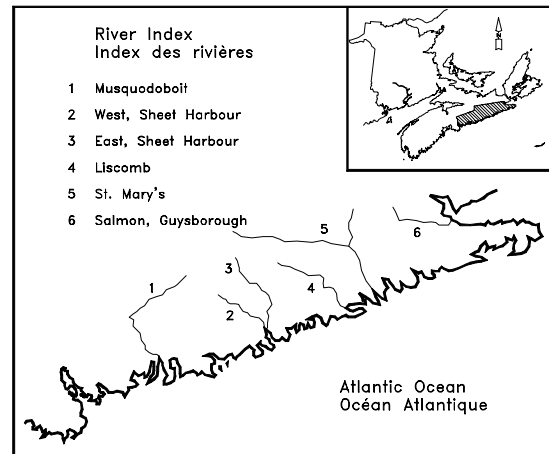 River Index
Index des rivières
1 Musquodoboit
2 West, Sheet Harbour
3 East, Sheet Harbour
4 Liscomb
5 St. Mary's
6 Salmon, Guysborough
N
5
6
3
1
4
2
Atlantic Ocean
Océan Atlantique